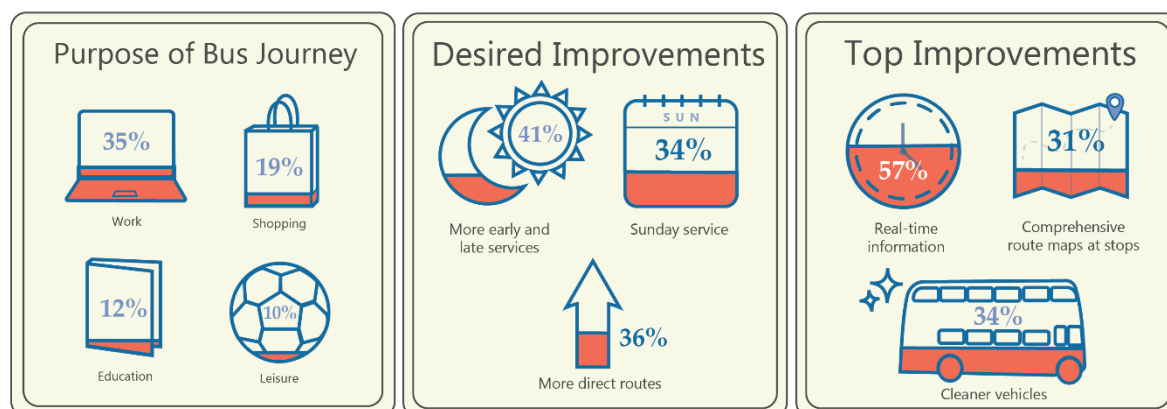 Purpose of Bus Journey
35%
Work
19%
Shopping
12%
Education
10%
Leisure
Desired Improvements
41%
More early and
late services
SUN
34%
Sunday service
36%
More direct routes
Top Improvements
57%
Real-time
information
31%
Comprehensive
route maps at stops
34%
Cleaner vehicles